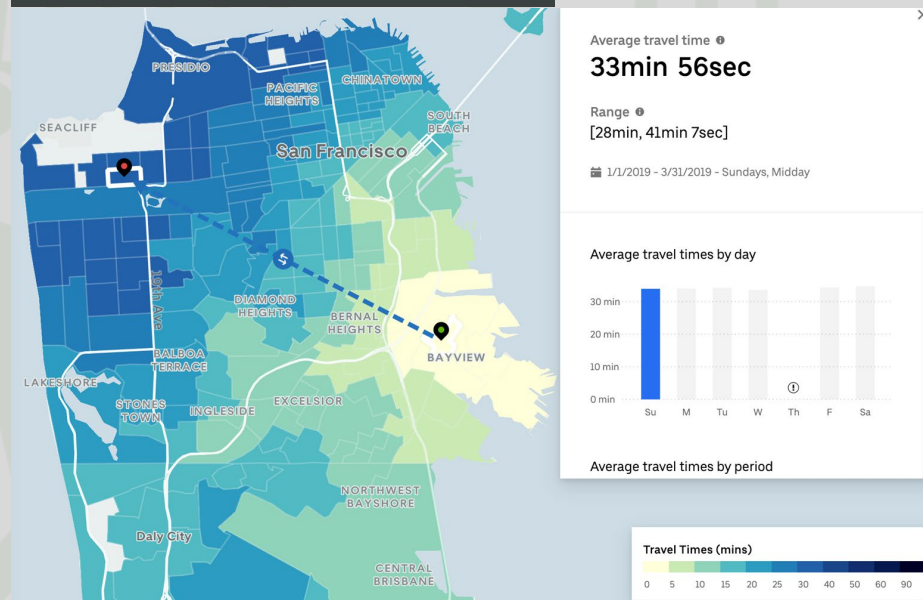 PRESIDIO
CHINATOWN
PACIFIC
HEIGHTS
SEACLIFF
SOUTH
BEACH
San Francisco
19th Ave
DIAMOND
HEIGHTS
BERNAL
HEIGHTS
BAYVIEW
BALBOA
TERRACE
LAKESHORE
STONES
TOWN
INGLESIDE
EXCELSIOR
NORTHWEST
BAYSHORE
Daly City
CENTRAL
BRISBANE
Average travel time
33min 56sec
Range
[28min, 41min 7sec]
1/1/2019 - 3/31/2019 - Sundays, Midday
Average travel times by day
30 min
20 min
10 min
0 min
Su M Tu W Th F Sa
Average travel times by period
Travel Times (mins)
0 5 10 15 20 25 30 40 50 60 90